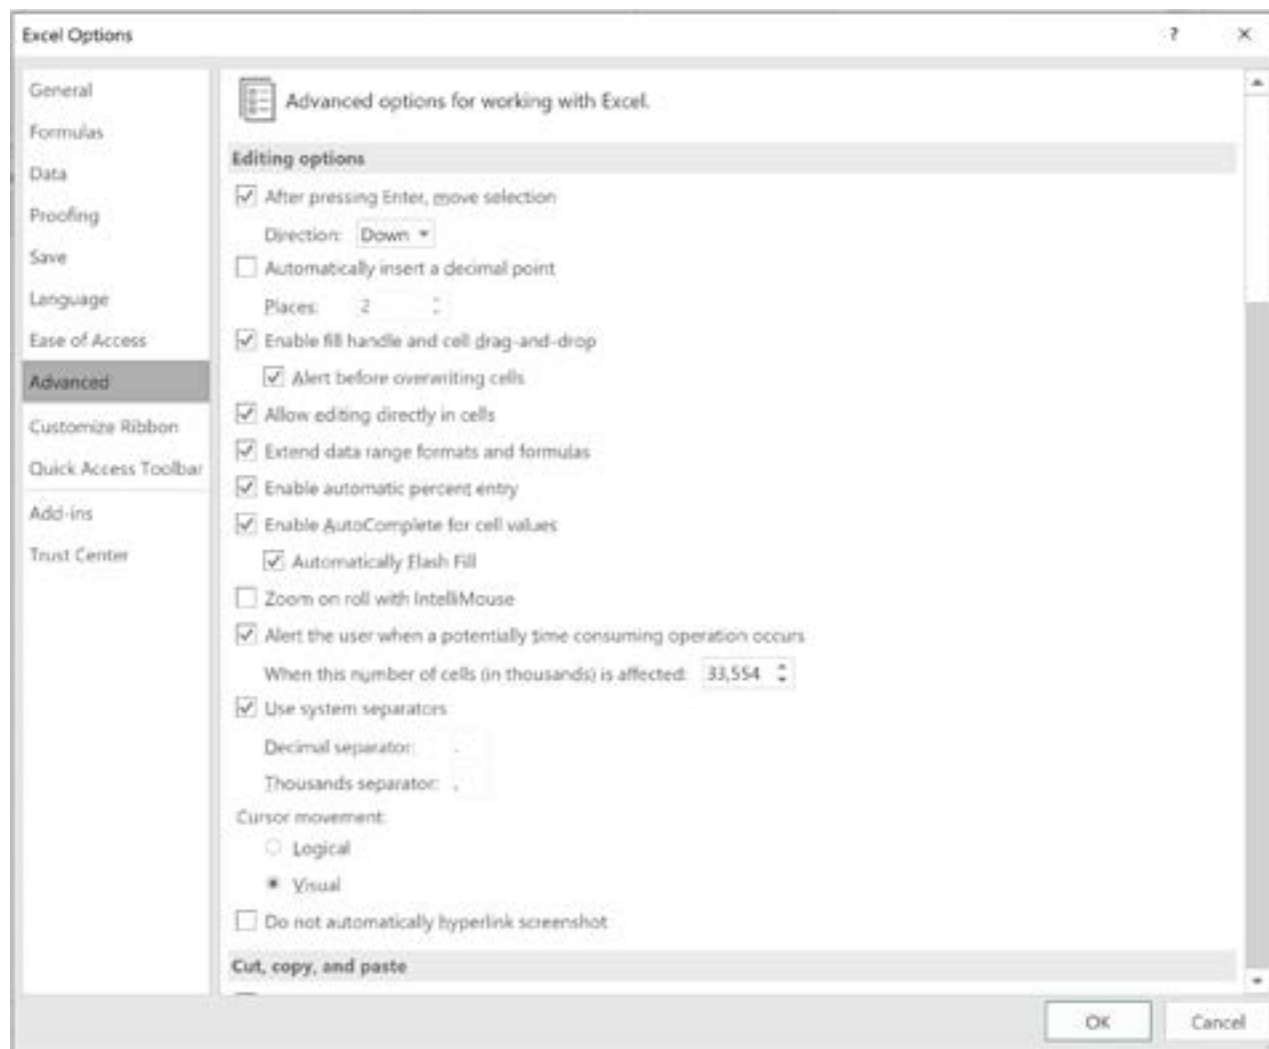 Excel Options
?
General
Formulas
Data
Proofing
Save
Language
Ease of Access
Advanced
Customize Ribbon
Quick Access Toolbar
Add-ins
Trust Center
Advanced options for working with Excel.
Editing options
After pressing Enter, move selection
Direction: Down
Automatically insert a decimal point
Places: 2
Enable fill handle and cell drag-and-drop
Alert before overwriting cells
Allow editing directly in cells
Extend data range formats and formulas
Enable automatic percent entry
Enable AutoComplete for cell values
Automatically Flash Fill
Zoom on roll with IntelliMouse
Alert the user when a potentially time consuming operation occurs
When this number of cells (in thousands) is affected: 33,554
Use system separators
Decimal separator: .
Thousands separator: ,
Cursor movement:
Logical
Visual
Do not automatically hyperlink screenshot
Cut, copy, and paste
OK Cancel